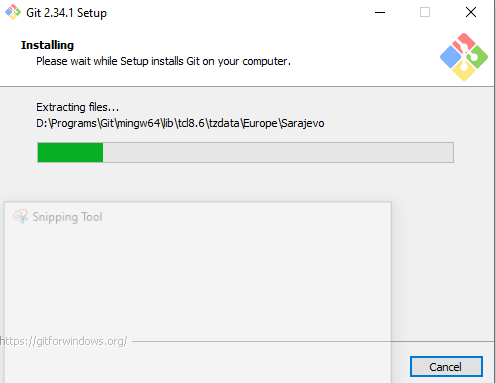 Git 2.34.1 Setup
Installing
Please wait while Setup installs Git on your computer.
Extracting files...
D:\Programs\Git\mingw64\lib\tcl8.6\tzdata\Europe\Sarajevo
Snipping Tool
https://gitforwindows.org/
Cancel